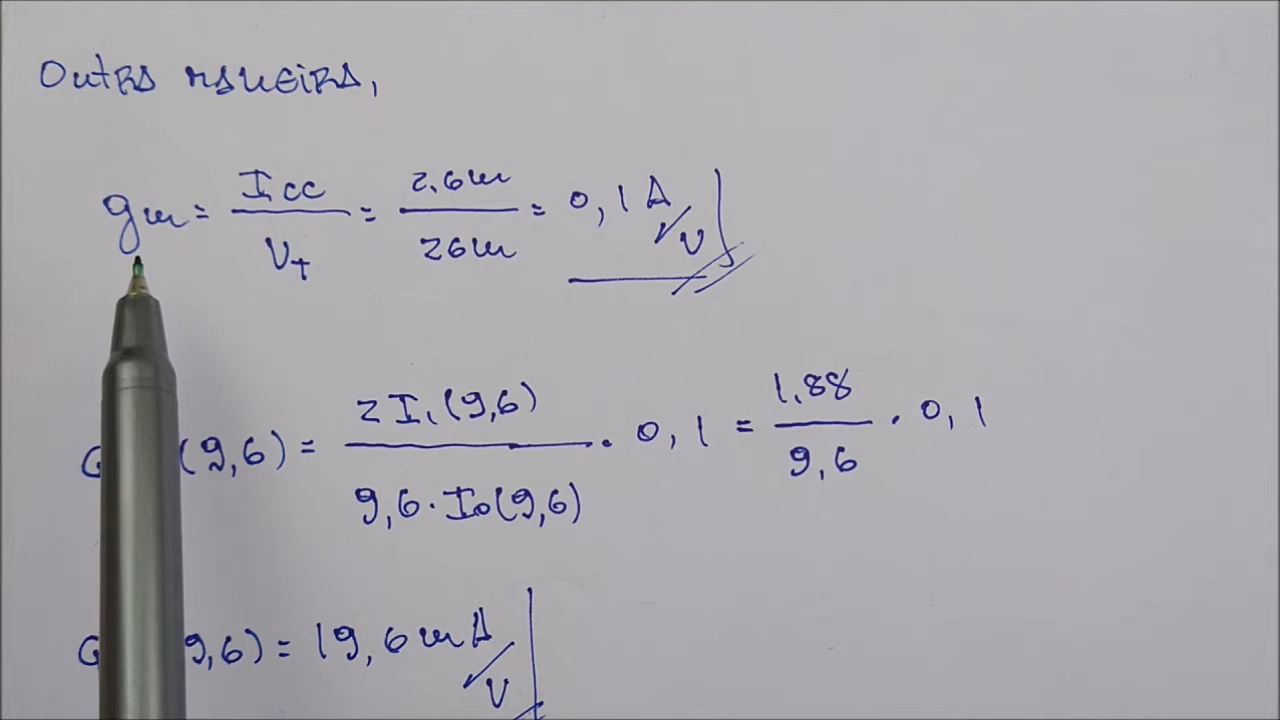 Outra maneira,
gm = Icc / VT = 2.6m / 26m = 0,1 A/V
G (9,6) = 2I1(9,6) / 9,6 · I0(9,6) · 0,1 = 1.88 / 9,6 · 0,1
G 9,6) = 19,6 mA/V